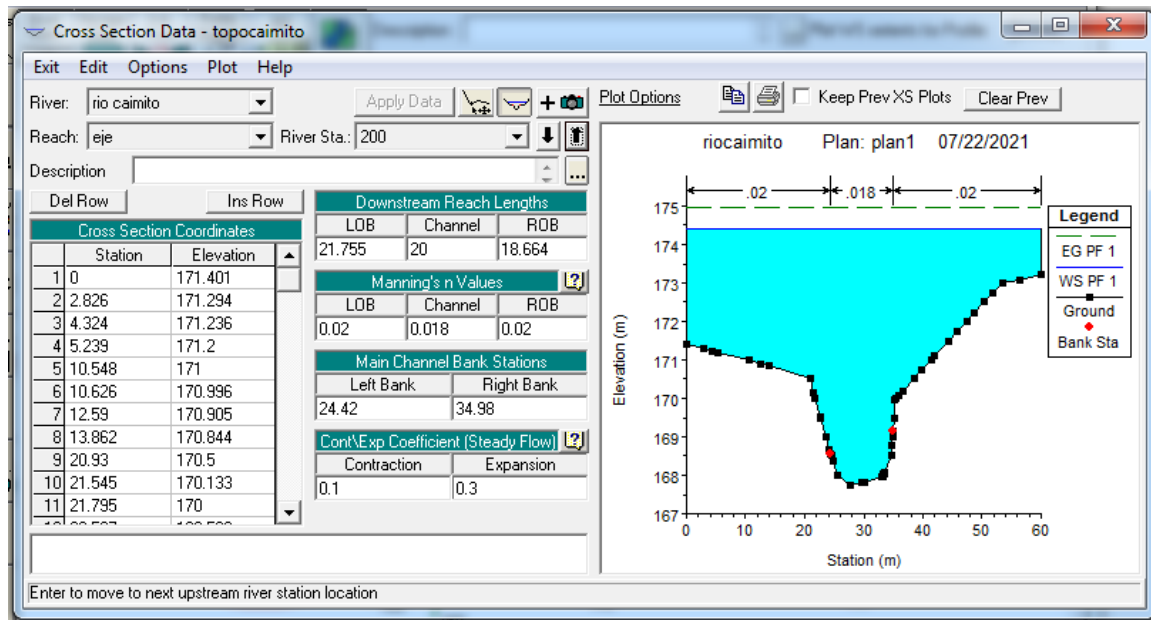 Cross Section Data - topocaimito
Exit Edit Options Plot Help
River: rio caimito Apply Data + Plot Options Keep Prev XS Plots Clear Prev
Reach: eje River Sta.: 200
Description ...
Del Row Ins Row
Cross Section Coordinates
Station Elevation
1 0 171.401
2 2.826 171.294
3 4.324 171.236
4 5.239 171.2
5 10.548 171
6 10.626 170.996
7 12.59 170.905
8 13.862 170.844
9 20.93 170.5
10 21.545 170.133
11 21.795 170
Downstream Reach Lengths
LOB Channel ROB
21.755 20 18.664
Manning's n Values ?
LOB Channel ROB
0.02 0.018 0.02
Main Channel Bank Stations
Left Bank Right Bank
24.42 34.98
Cont\Exp Coefficient (Steady Flow) ?
Contraction Expansion
0.1 0.3
riocaimito Plan: plan1 07/22/2021
.02 .018 .02
175
174
173
172
171
170
169
168
167
Elevation (m)
0 10 20 30 40 50 60
Station (m)
Legend
EG PF 1
WS PF 1
Ground
Bank Sta
Enter to move to next upstream river station location